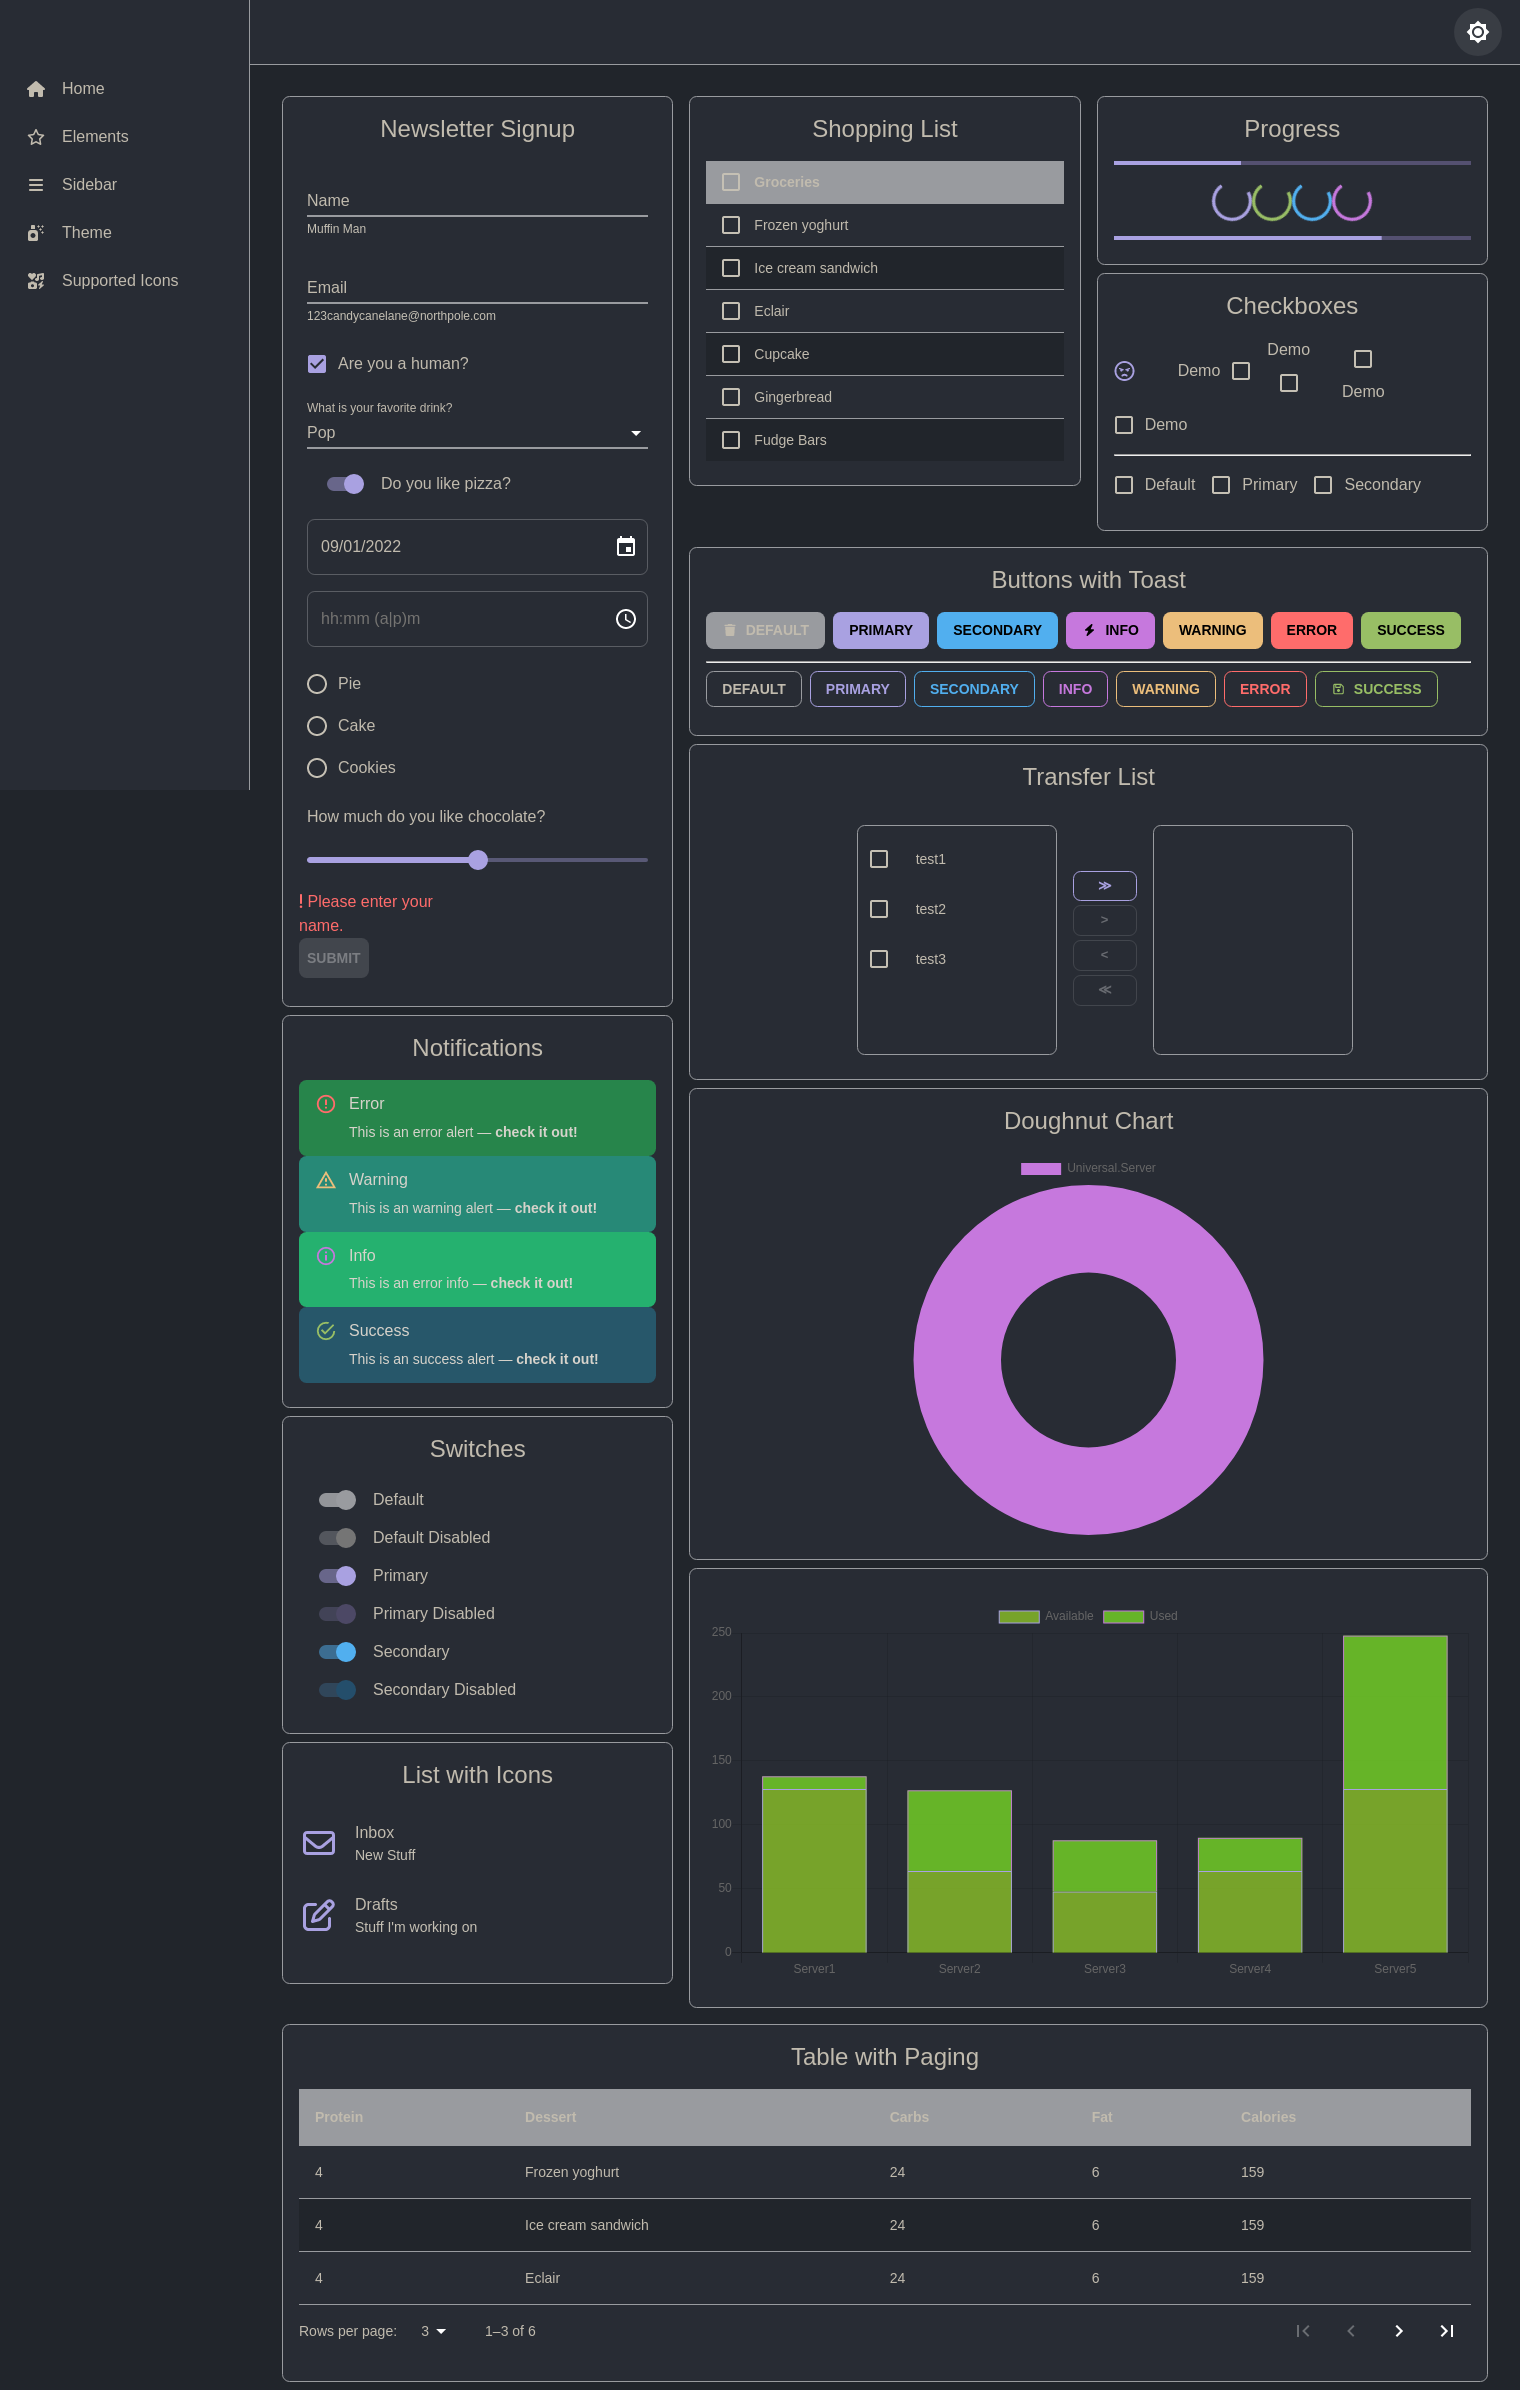 Home
Elements
Sidebar
Theme
Supported Icons
Newsletter Signup
Name
Muffin Man
Email
123candycanelane@northpole.com
Are you a human?
What is your favorite drink?
Pop
Do you like pizza?
09/01/2022
hh:mm (a|p)m
Pie
Cake
Cookies
How much do you like chocolate?
! Please enter your
name.
SUBMIT
Shopping List
Groceries
Frozen yoghurt
Ice cream sandwich
Eclair
Cupcake
Gingerbread
Fudge Bars
Progress
Checkboxes
Demo
Demo
Demo
Demo
Default Primary Secondary
Buttons with Toast
DEFAULT PRIMARY SECONDARY INFO WARNING ERROR SUCCESS
DEFAULT PRIMARY SECONDARY INFO WARNING ERROR SUCCESS
Transfer List
test1
test2
test3
≫
>
<
≪
Notifications
Error
This is an error alert — check it out!
Warning
This is an warning alert — check it out!
Info
This is an error info — check it out!
Success
This is an success alert — check it out!
Doughnut Chart
Universal.Server
Switches
Default
Default Disabled
Primary
Primary Disabled
Secondary
Secondary Disabled
List with Icons
Inbox
New Stuff
Drafts
Stuff I'm working on
Available Used
250
200
150
100
50
0
Server1 Server2 Server3 Server4 Server5
Table with Paging
Protein Dessert Carbs Fat Calories
4 Frozen yoghurt 24 6 159
4 Ice cream sandwich 24 6 159
4 Eclair 24 6 159
Rows per page: 3 1–3 of 6